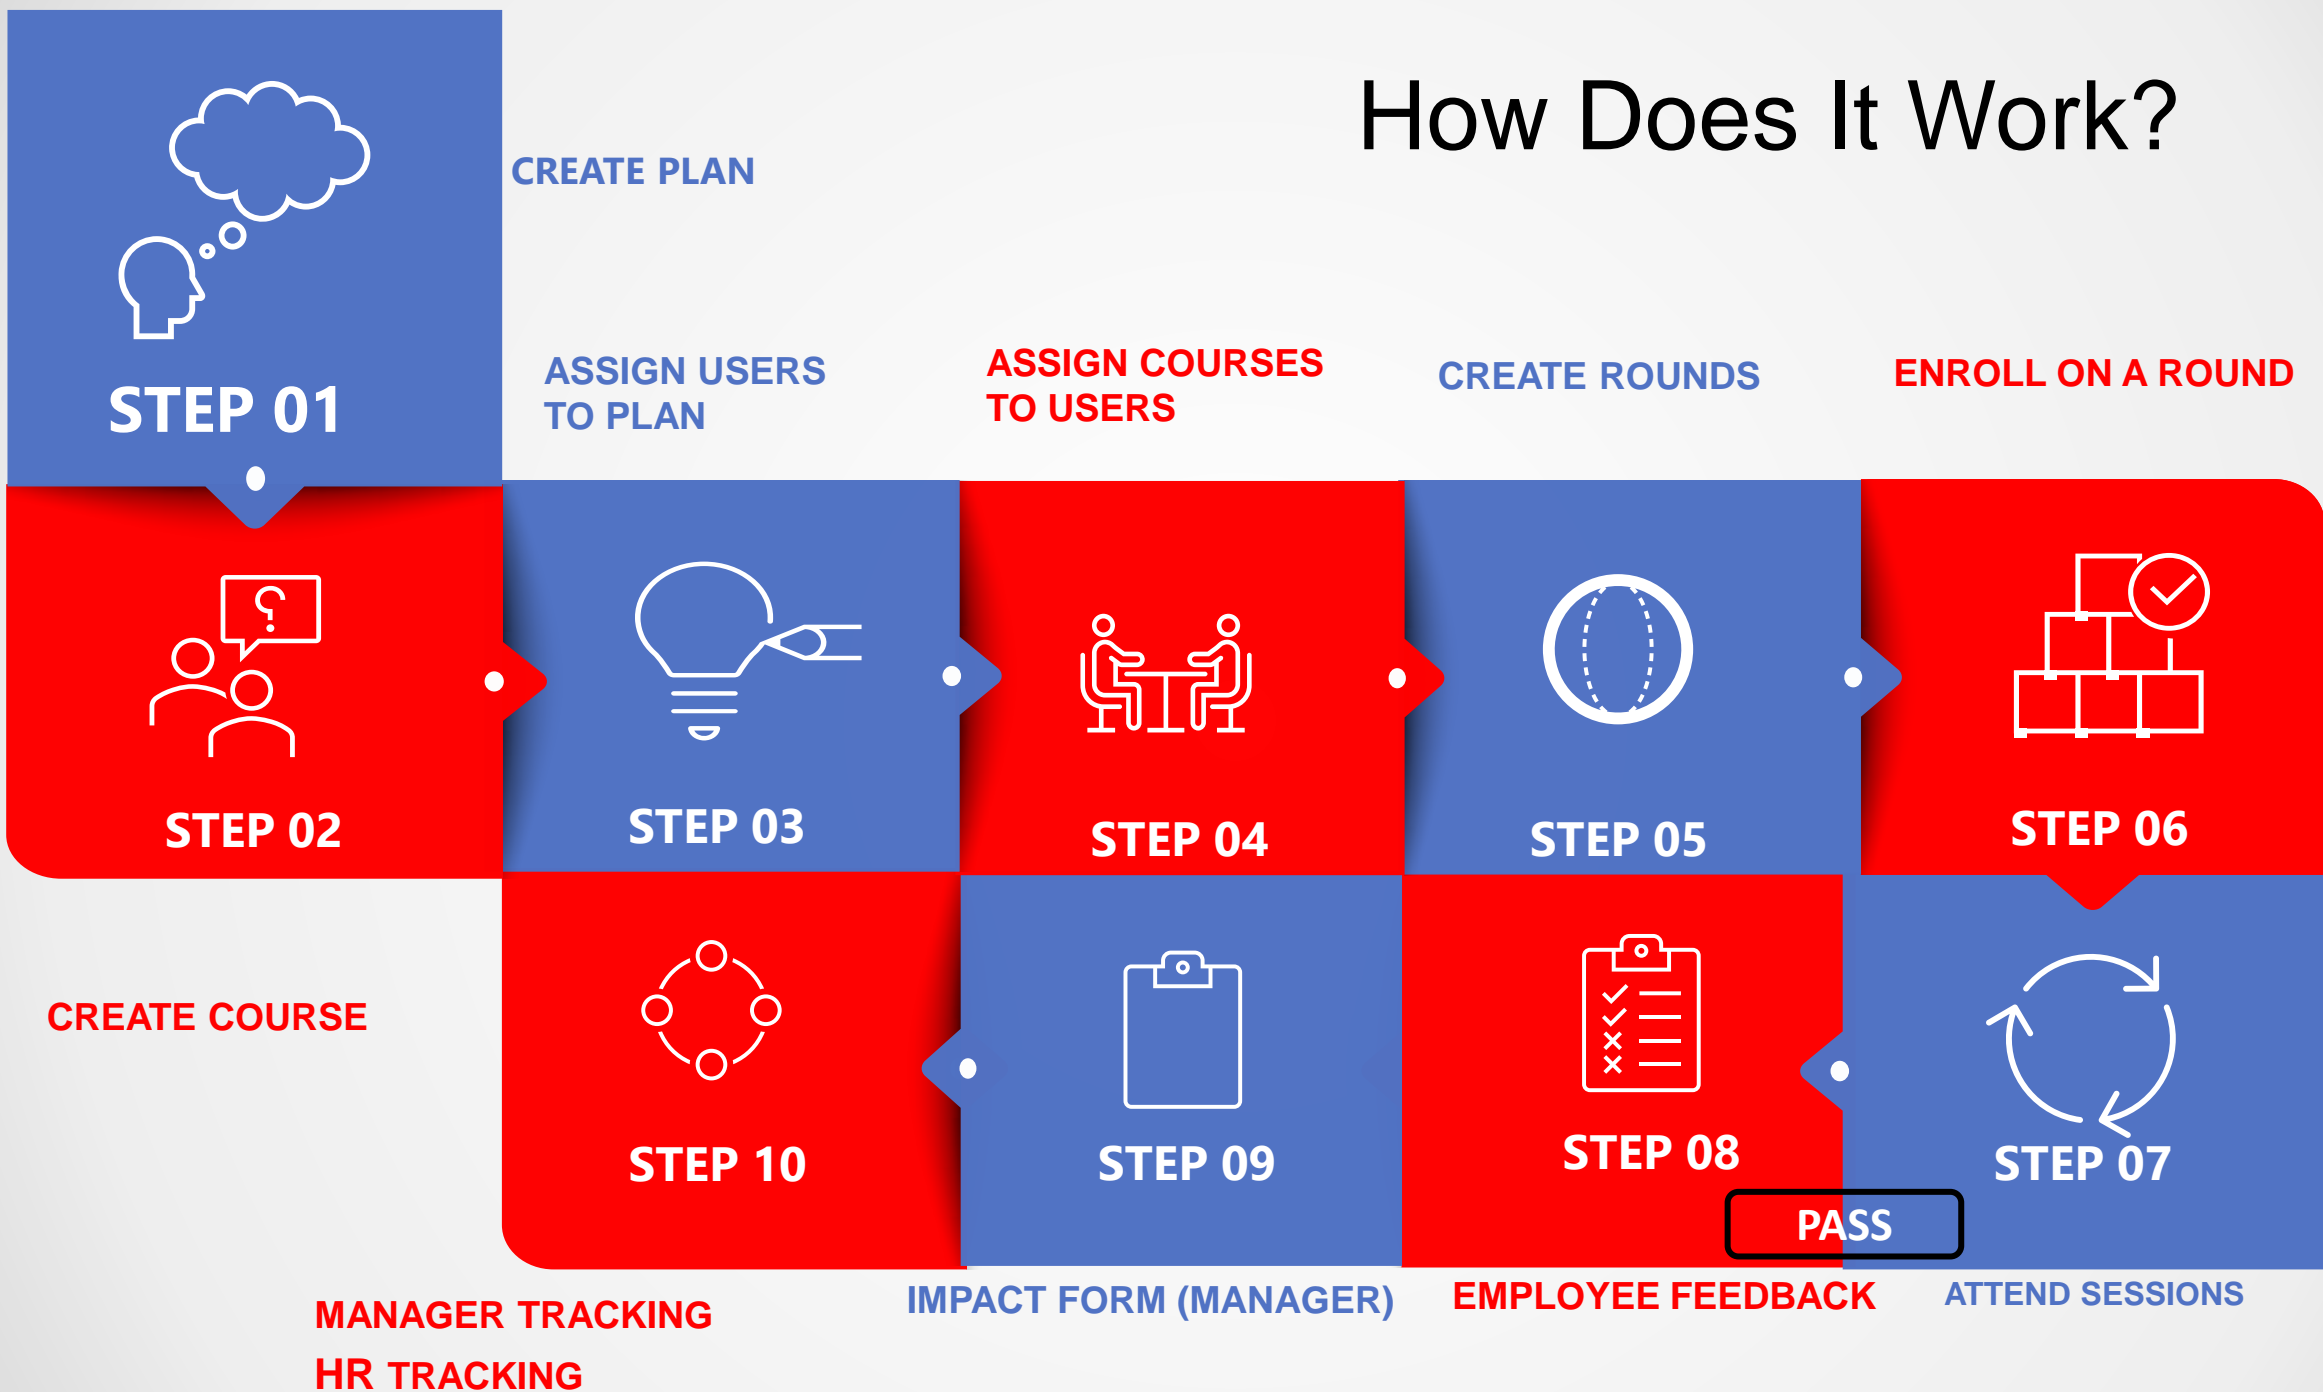 How Does It Work?
CREATE PLAN
STEP 01
ASSIGN USERS
TO PLAN
ASSIGN COURSES
TO USERS
CREATE ROUNDS
ENROLL ON A ROUND
?
STEP 02
STEP 03
STEP 04
STEP 05
STEP 06
CREATE COURSE
STEP 10
STEP 09
STEP 08
STEP 07
PASS
MANAGER TRACKING
HR TRACKING
IMPACT FORM (MANAGER)
EMPLOYEE FEEDBACK
ATTEND SESSIONS